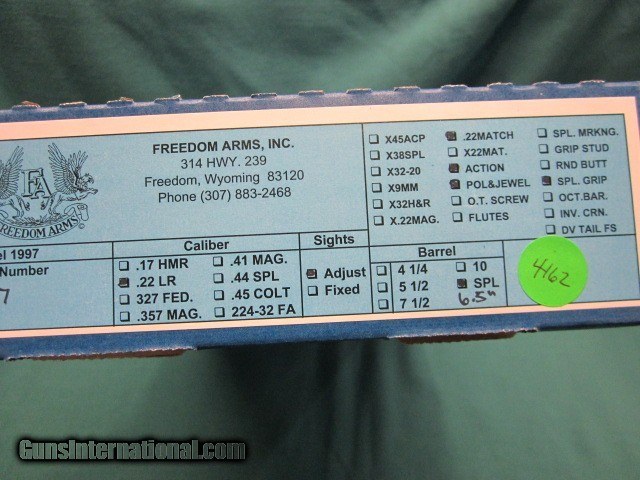 FREEDOM ARMS, INC.
314 HWY. 239
Freedom, Wyoming 83120
Phone (307) 883-2468
FA
FREEDOM ARMS
X45ACP
X38SPL
X32-20
X9MM
X32H&R
X.22MAG.
.22MATCH
X22MAT.
ACTION
POL&JEWEL
O.T. SCREW
FLUTES
SPL. MRKNG.
GRIP STUD
RND BUTT
SPL. GRIP
OCT.BAR.
INV. CRN.
DV TAIL FS
el 1997
Number
7
Caliber
.17 HMR
.22 LR
327 FED.
.357 MAG.
.41 MAG.
.44 SPL
.45 COLT
224-32 FA
Sights
Adjust
Fixed
Barrel
4 1/4
5 1/2
7 1/2
10
SPL
6.5"
4162
GunsInternational.com